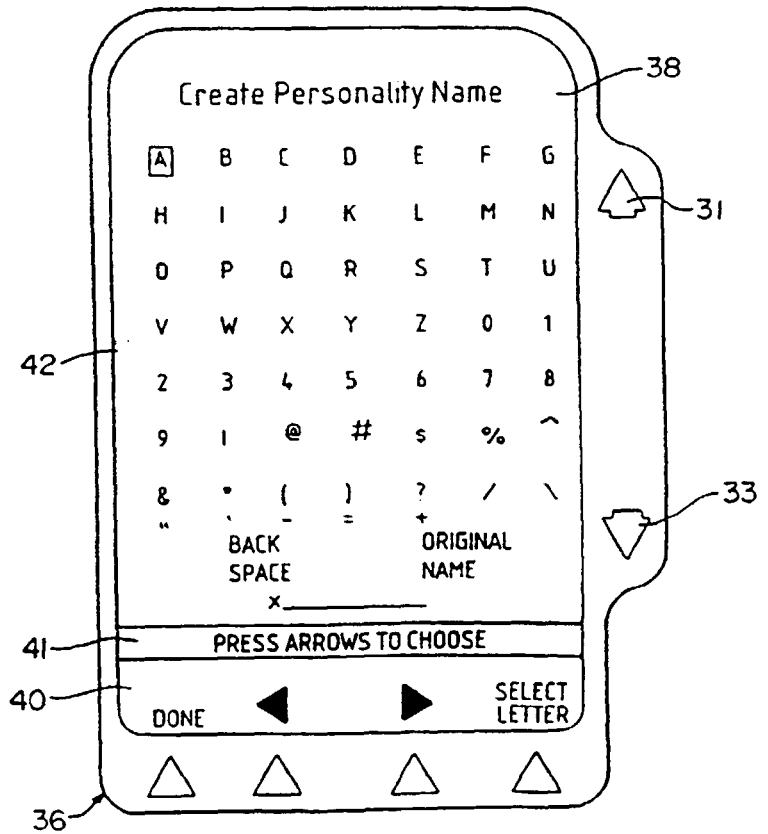 38
Create Personality Name
A B C D E F G
31
H I J K L M N
O P Q R S T U
V W X Y Z 0 1
42
2 3 4 5 6 7 8
9 ! @ # $ % ^
& * ( ) ? / \
33
" ` - = +
BACK SPACE
ORIGINAL NAME
x
41
PRESS ARROWS TO CHOOSE
40
DONE
SELECT LETTER
36